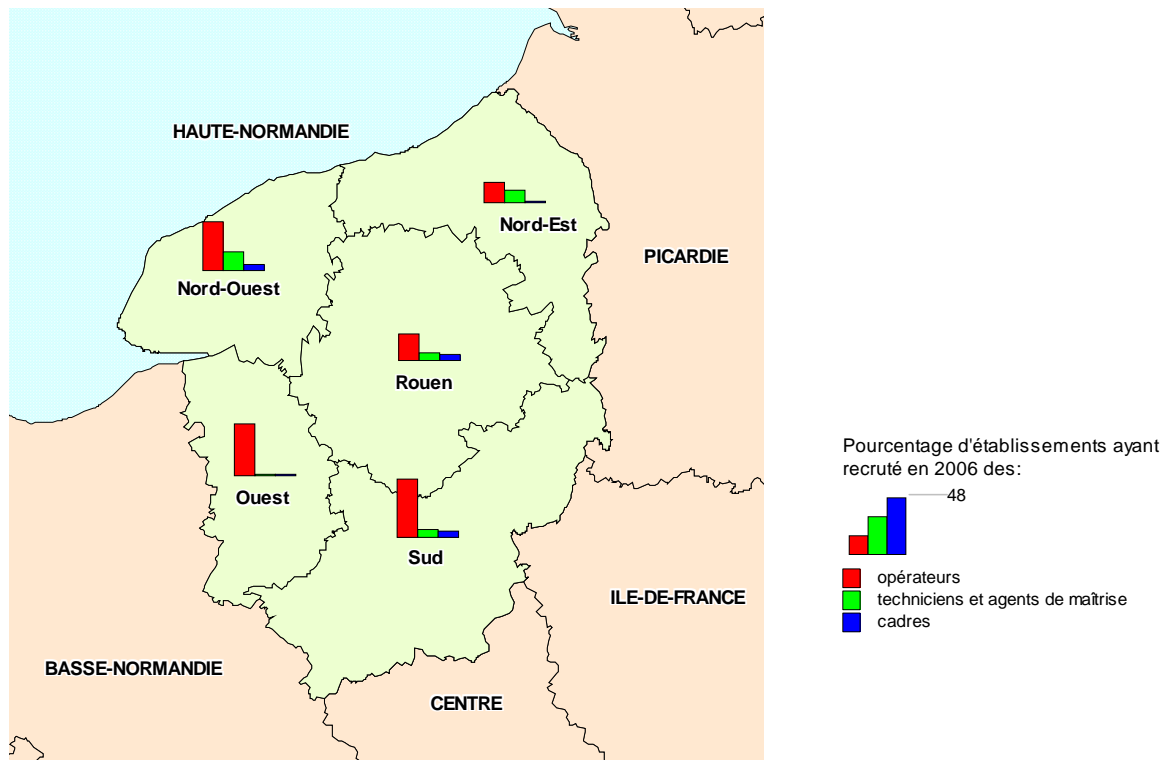 HAUTE-NORMANDIE
Nord-Est
PICARDIE
Nord-Ouest
Rouen
Ouest
Sud
ILE-DE-FRANCE
BASSE-NORMANDIE
CENTRE
Pourcentage d'établissements ayant
recruté en 2006 des:
48
opérateurs
techniciens et agents de maîtrise
cadres